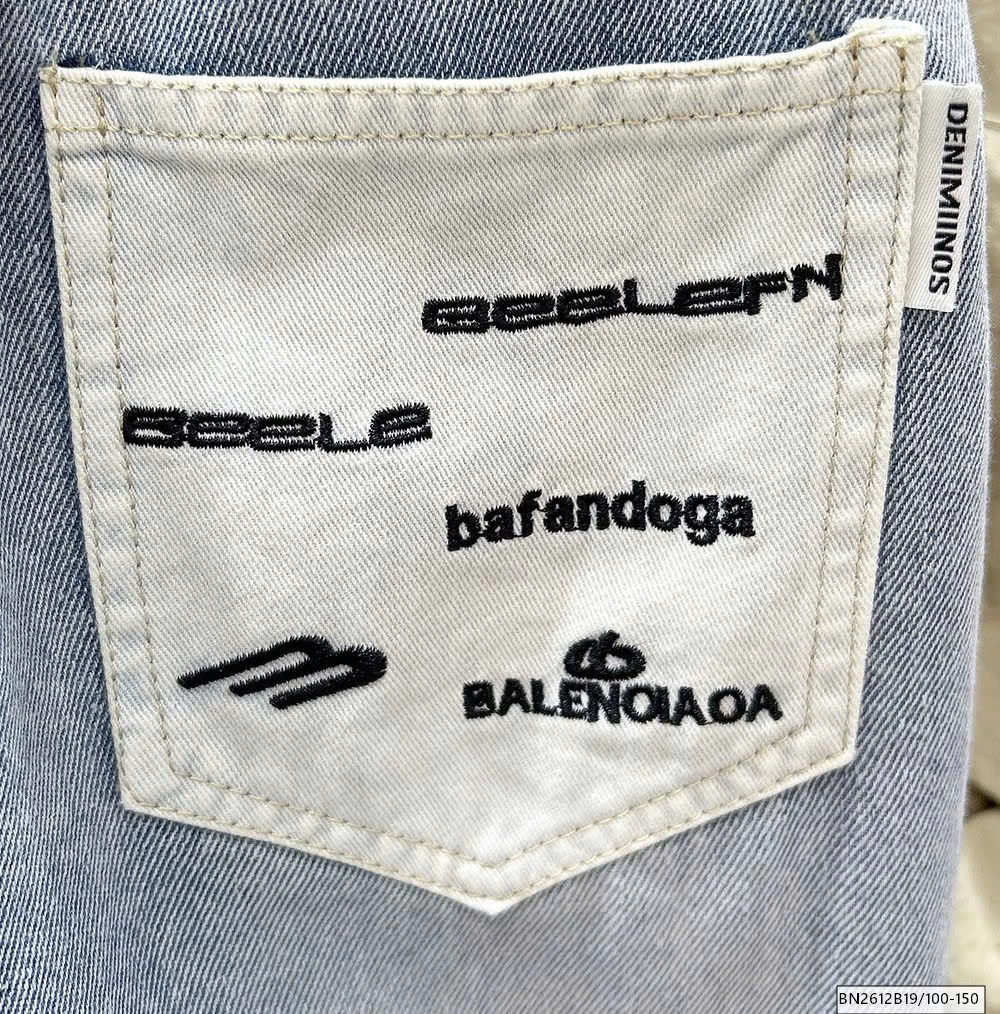 DENIMIINOS
BEELEFN
BEELE
bafandoga
BALENOIAOA
BN2612B19/100-150